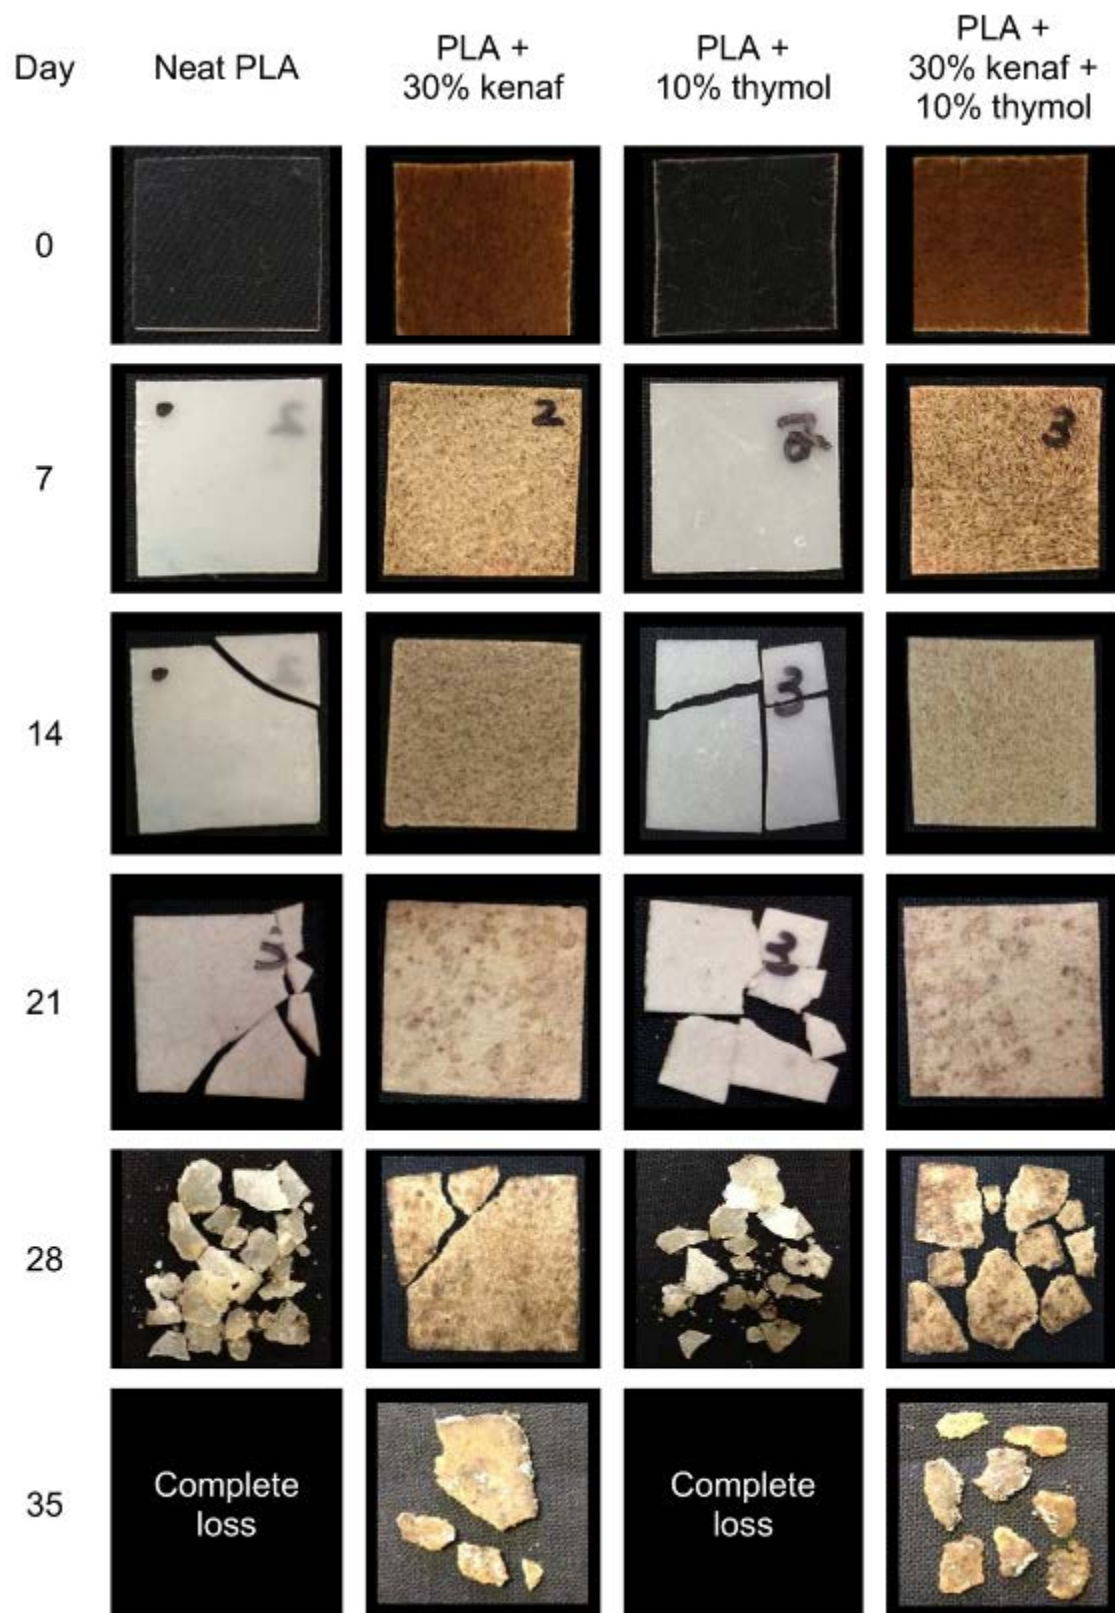 Day
Neat PLA
PLA +
30% kenaf
PLA +
10% thymol
PLA +
30% kenaf +
10% thymol
0
7
2
3
14
3
21
3
28
35
Complete
loss
Complete
loss